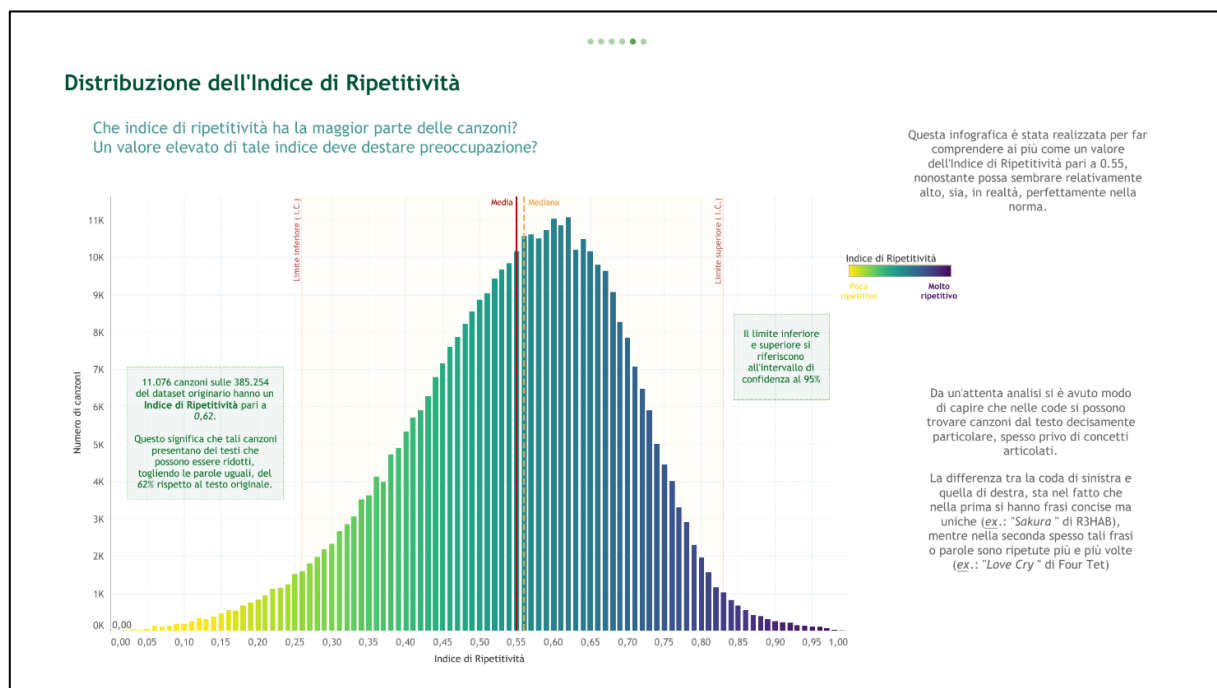 Distribuzione dell'Indice di Ripetitività
Che indice di ripetitività ha la maggior parte delle canzoni?
Un valore elevato di tale indice deve destare preoccupazione?
Questa infografica è stata realizzata per far
comprendere ai più come un valore
dell'Indice di Ripetitività pari a 0.55,
nonostante possa sembrare relativamente
alto, sia, in realtà, perfettamente nella
norma.
Limite inferiore ( I.C.)
Media
Mediana
Limite superiore ( I.C.)
Numero di canzoni
11K
10K
9K
8K
7K
6K
5K
4K
3K
2K
1K
0K
0,00
11.076 canzoni sulle 385.254
del dataset originario hanno un
Indice di Ripetitività pari a
0,62.
Questo significa che tali canzoni
presentano dei testi che
possono essere ridotti,
togliendo le parole uguali, del
62% rispetto al testo originale.
Indice di Ripetitività
Poco
ripetitivo
Molto
ripetitivo
Il limite inferiore
e superiore si
riferiscono
all'intervallo di
confidenza al 95%
0,00 0,05 0,10 0,15 0,20 0,25 0,30 0,35 0,40 0,45 0,50 0,55 0,60 0,65 0,70 0,75 0,80 0,85 0,90 0,95 1,00
Indice di Ripetitività
Da un'attenta analisi si è avuto modo
di capire che nelle code si possono
trovare canzoni dal testo decisamente
particolare, spesso privo di concetti
articolati.
La differenza tra la coda di sinistra e
quella di destra, sta nel fatto che
nella prima si hanno frasi concise ma
uniche (ex.: "Sakura " di R3HAB),
mentre nella seconda spesso tali frasi
o parole sono ripetute più e più volte
(ex.: "Love Cry " di Four Tet)